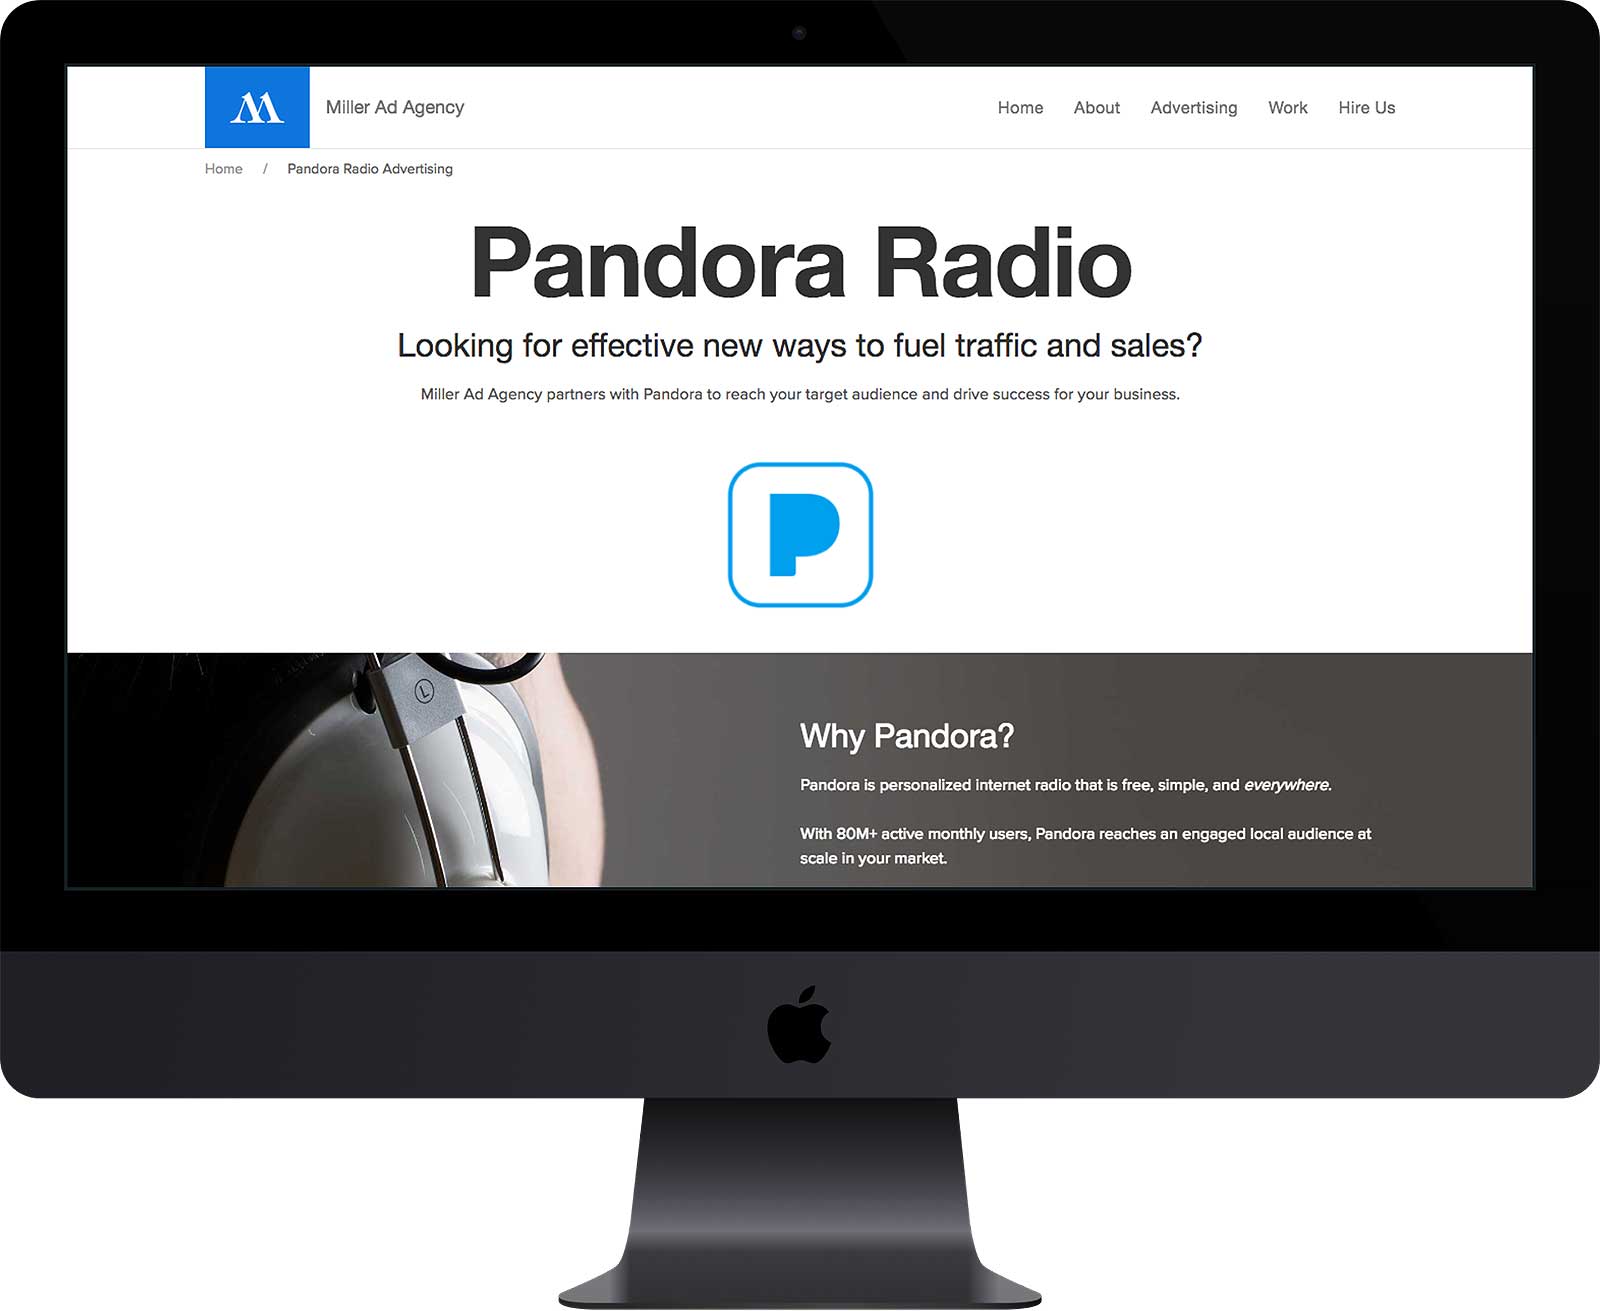 Miller Ad Agency
Home About Advertising Work Hire Us
Home / Pandora Radio Advertising
Pandora Radio
Looking for effective new ways to fuel traffic and sales?
Miller Ad Agency partners with Pandora to reach your target audience and drive success for your business.
P
L
Why Pandora?
Pandora is personalized internet radio that is free, simple, and everywhere.
With 80M+ active monthly users, Pandora reaches an engaged local audience at
scale in your market.